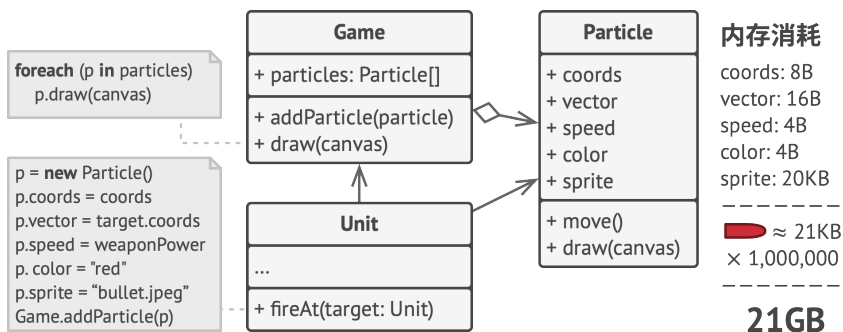 foreach (p in particles)
p.draw(canvas)
p = new Particle()
p.coords = coords
p.vector = target.coords
p.speed = weaponPower
p. color = "red"
p.sprite = “bullet.jpeg”
Game.addParticle(p)
Game
+ particles: Particle[]
+ addParticle(particle)
+ draw(canvas)
Unit
...
+ fireAt(target: Unit)
Particle
+ coords
+ vector
+ speed
+ color
+ sprite
+ move()
+ draw(canvas)
内存消耗
coords: 8B
vector: 16B
speed: 4B
color: 4B
sprite: 20KB
≈ 21KB
× 1,000,000
21GB